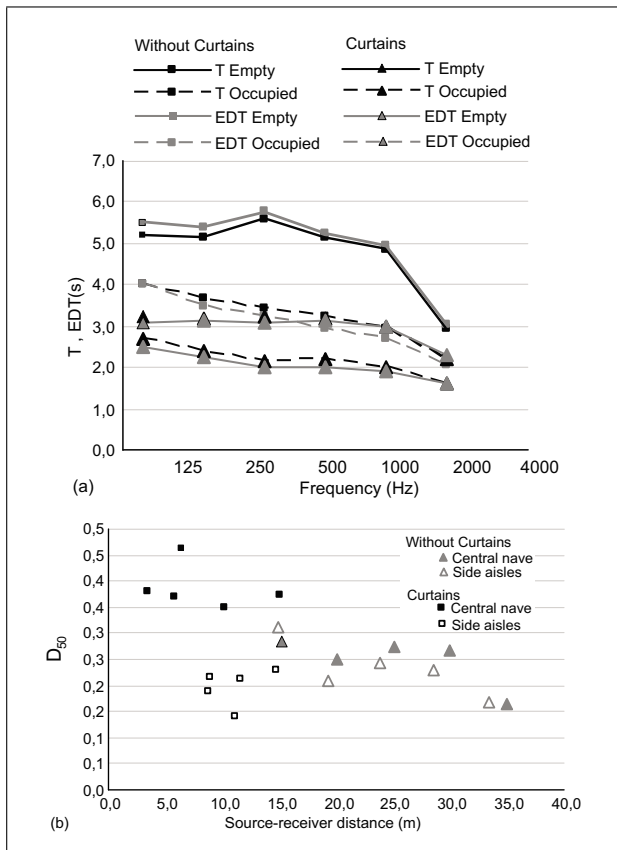 Without Curtains
T Empty
T Occupied
EDT Empty
EDT Occupied
Curtains
T Empty
T Occupied
EDT Empty
EDT Occupied
7,0
6,0
5,0
4,0
3,0
2,0
1,0
0,0
T , EDT(s)
125 250 500 1000 2000 4000
Frequency (Hz)
(a)
0,5
0,5
0,4
0,4
0,3
0,3
0,2
0,2
0,1
0,1
0,0
D50
Without Curtains
Central nave
Side aisles
Curtains
Central nave
Side aisles
0,0 5,0 10,0 15,0 20,0 25,0 30,0 35,0 40,0
Source-receiver distance (m)
(b)